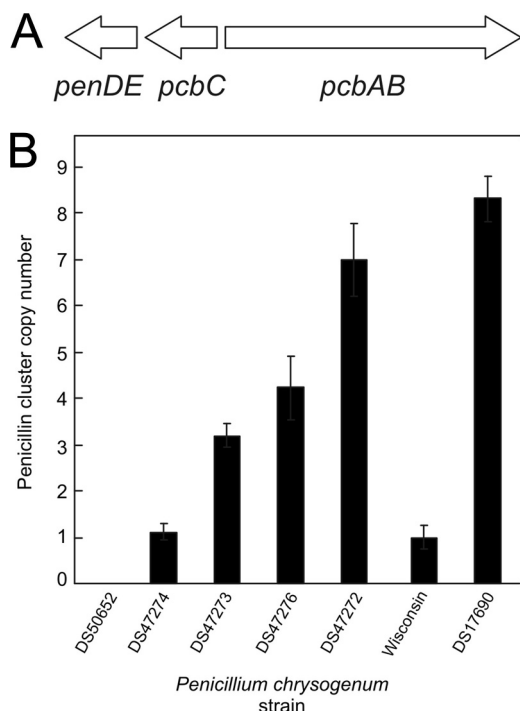 A
penDE pcbC pcbAB
B
Penicillin cluster copy number
9
8
7
6
5
4
3
2
1
0
DS50652 DS47274 DS47273 DS47276 DS47272 Wisconsin DS17690
Penicillium chrysogenum
strain